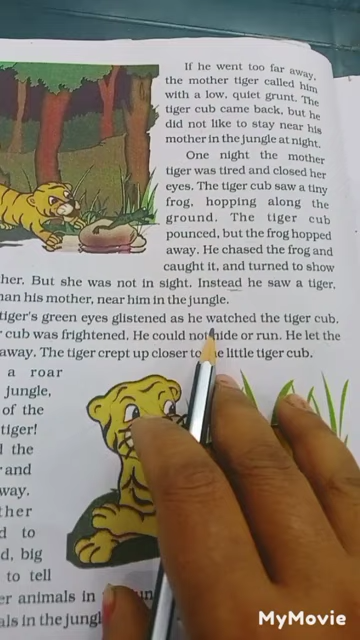 If he went too far away,
the mother tiger called him
with a low, quiet grunt. The
tiger cub came back, but he
did not like to stay near his
mother in the jungle at night.
One night the mother
tiger was tired and closed her
eyes. The tiger cub saw a tiny
frog, hopping along the
ground. The tiger cub
pounced, but the frog hopped
away. He chased the frog and
caught it, and turned to show
her. But she was not in sight. Instead he saw a tiger,
han his mother, near him in the jungle.
tiger's green eyes glistened as he watched the tiger cub.
cub was frightened. He could not hide or run. He let the
away. The tiger crept up closer to little tiger cub.
a roar
jungle,
of the
tiger!
the
and
way.
ther
d to
d, big
to tell
er animals in
als in the jungl
MyMovie